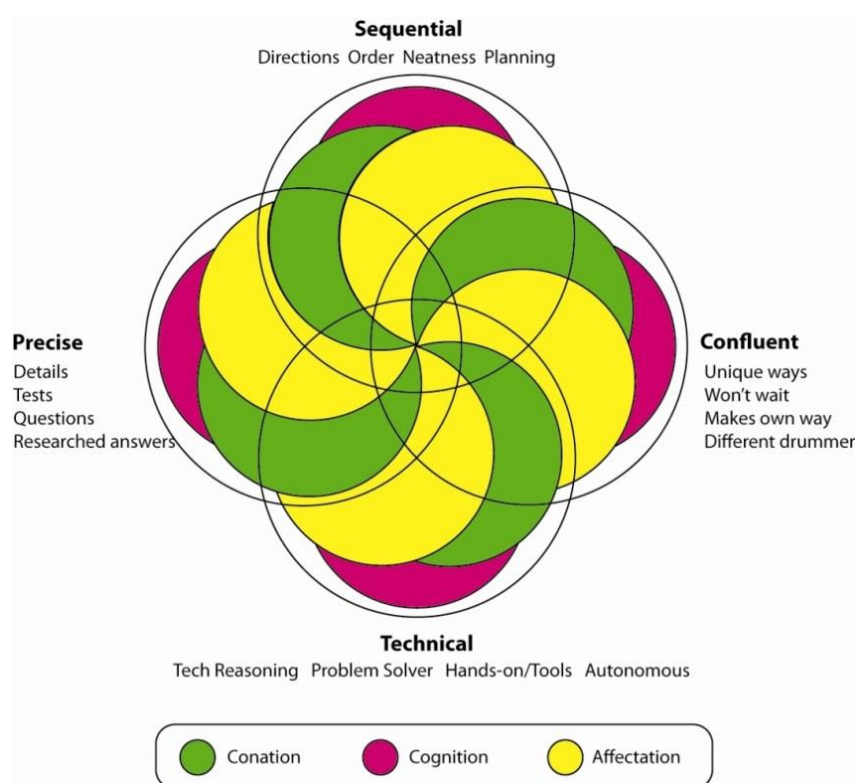 Sequential
Directions Order Neatness Planning
Precise
Details
Tests
Questions
Researched answers
Confluent
Unique ways
Won't wait
Makes own way
Different drummer
Technical
Tech Reasoning Problem Solver Hands-on/Tools Autonomous
Conation Cognition Affectation